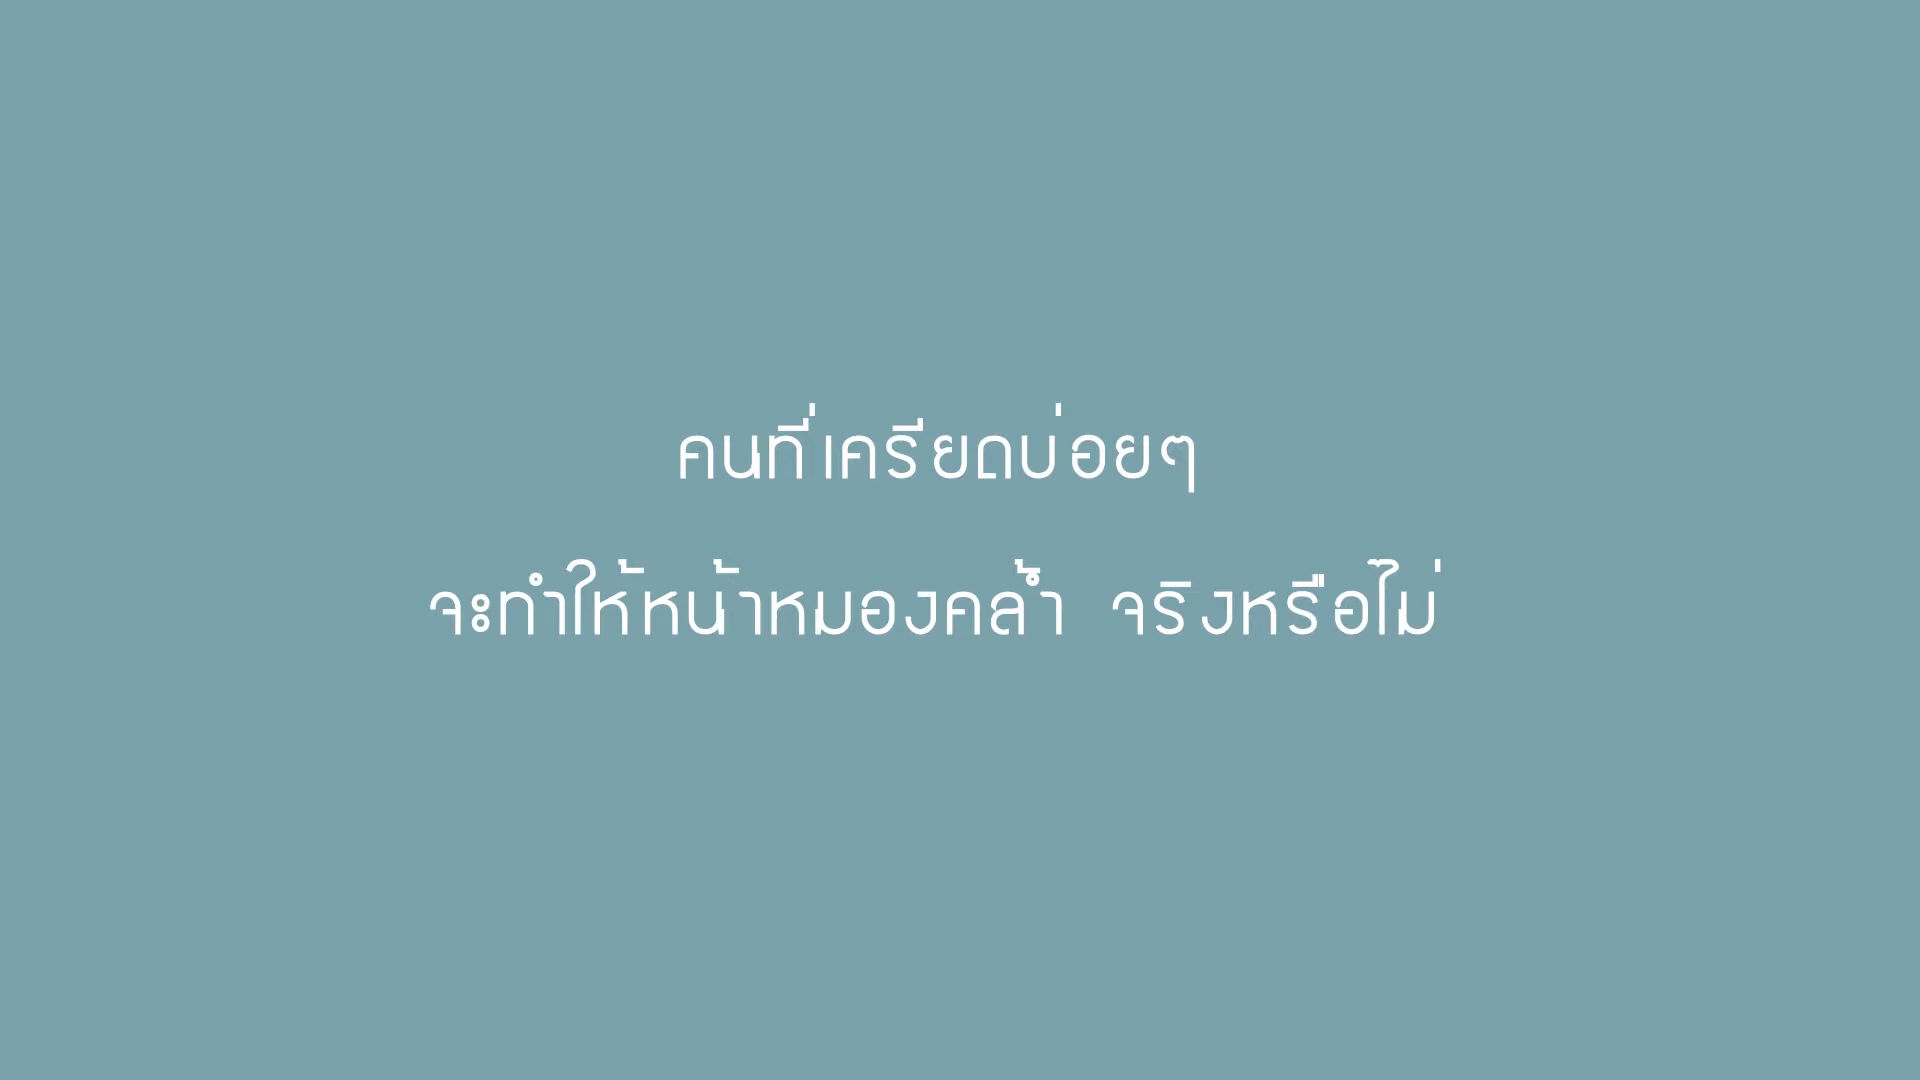 คนที่เครียดบ่อยๆ
จะทำให้หน้าหมองคล้ำ จริงหรือไม่